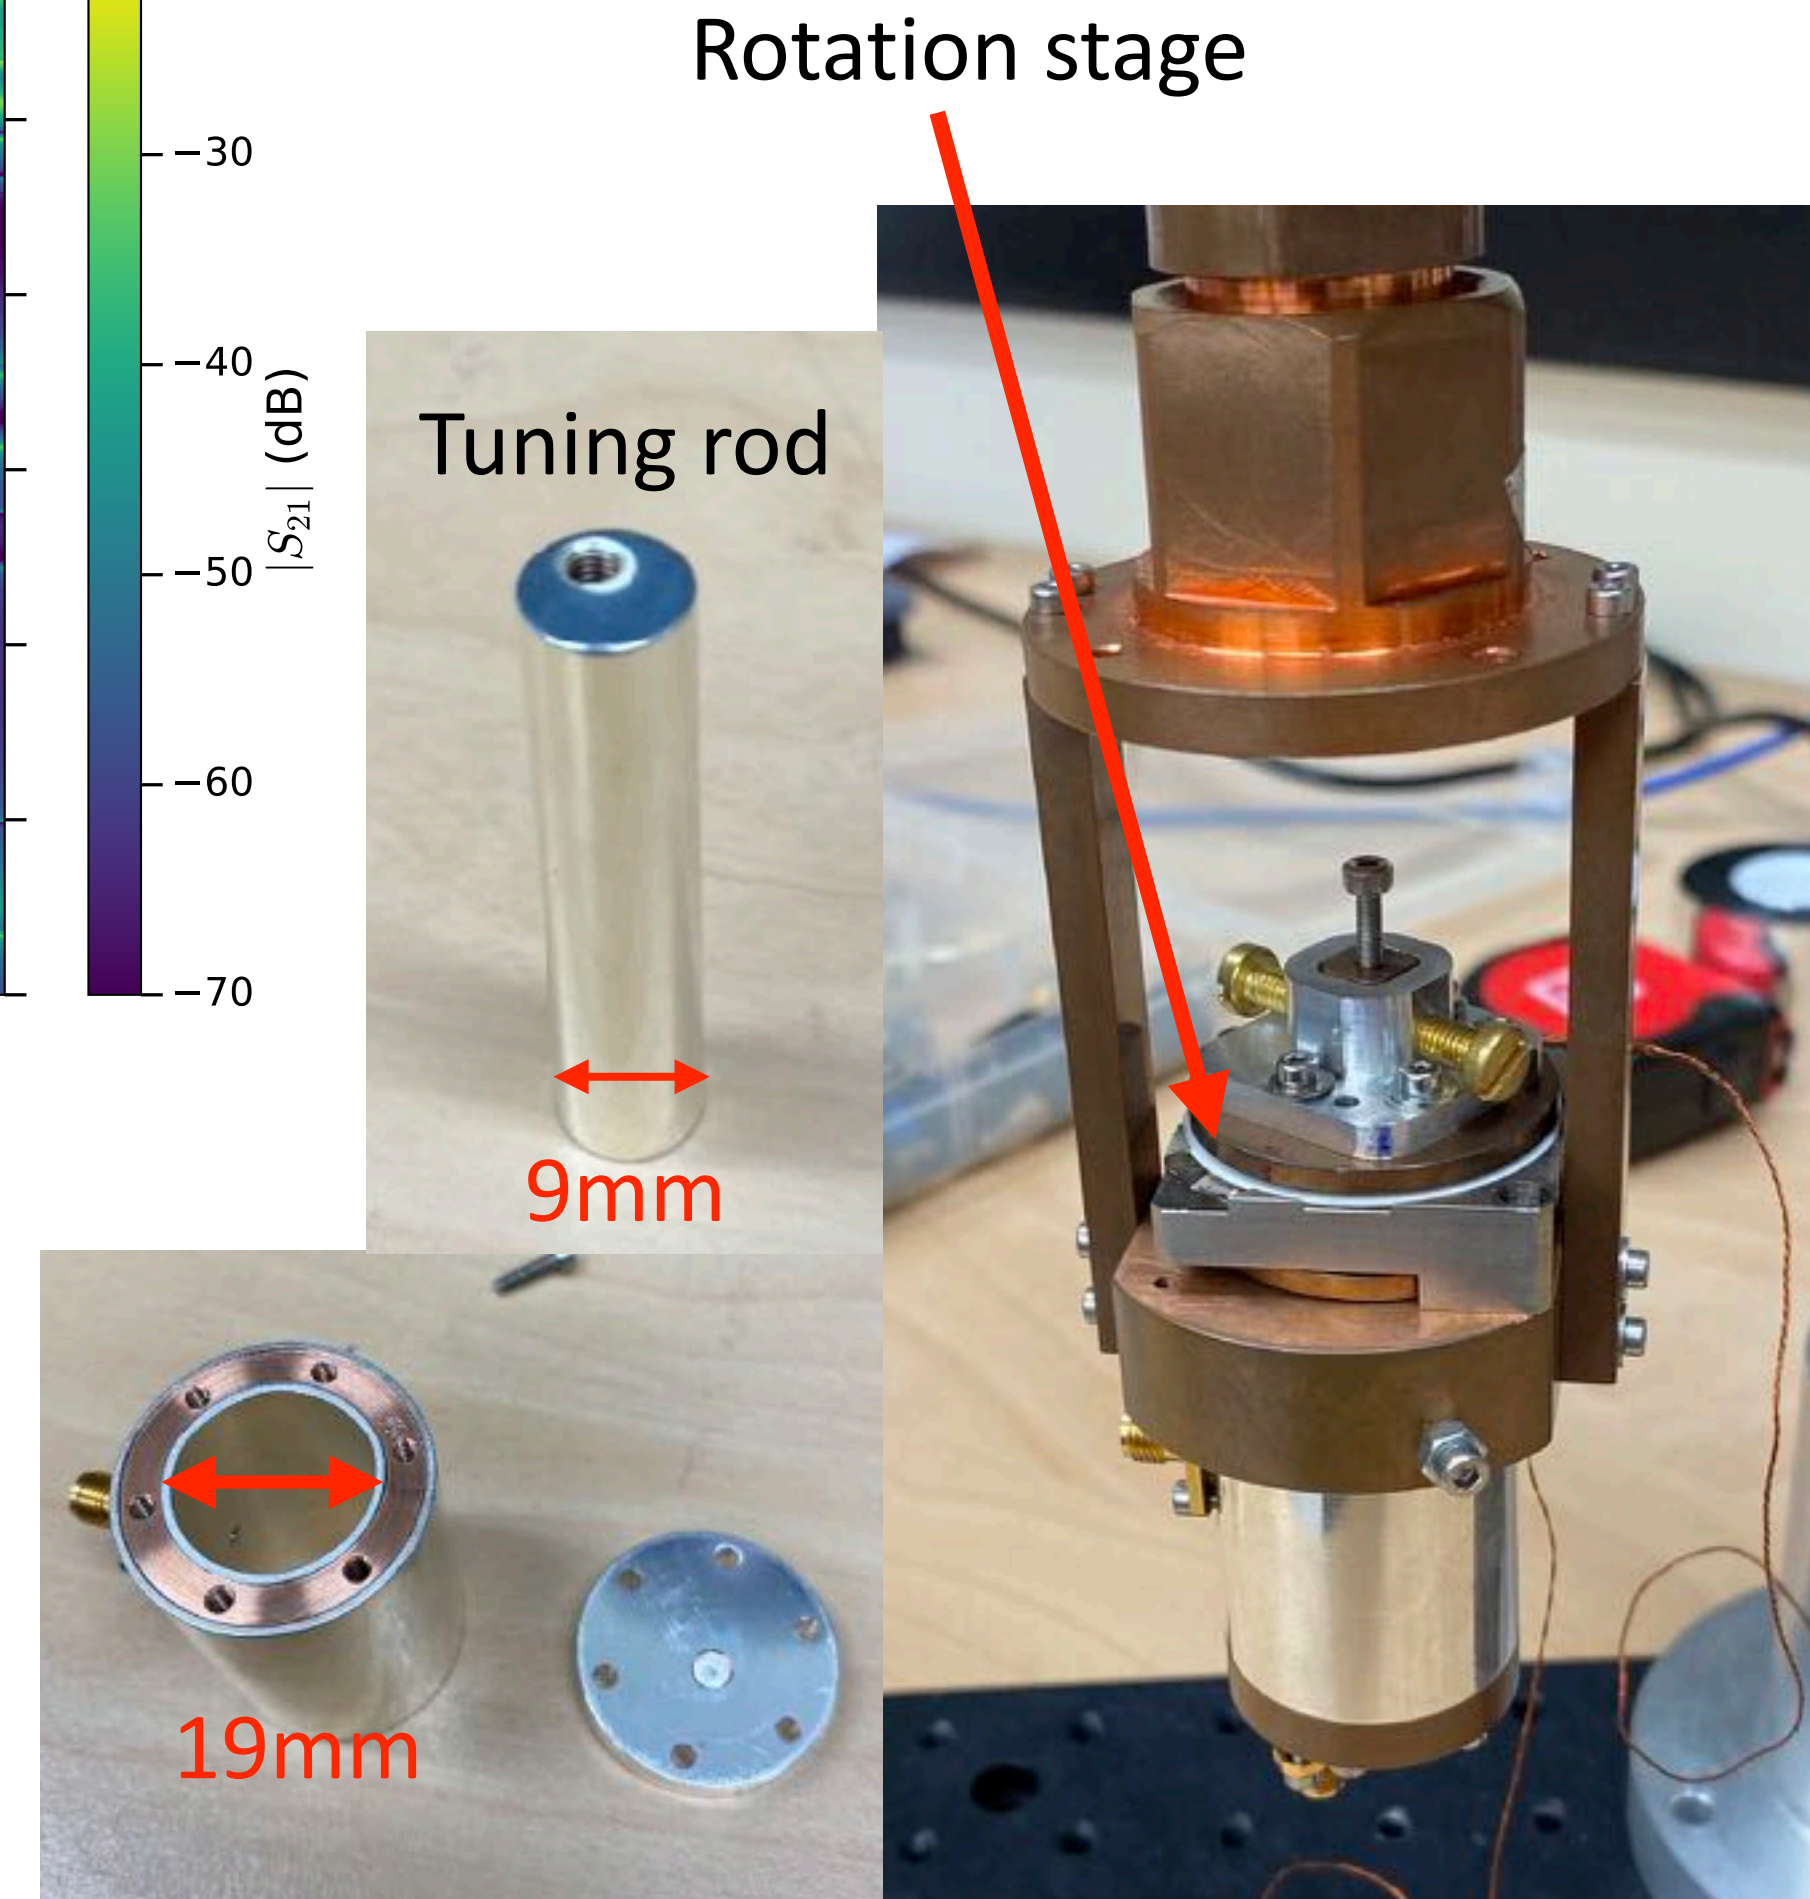 Rotation stage
−30
−40
−50
−60
−70
|S21| (dB)
Tuning rod
9mm
19mm